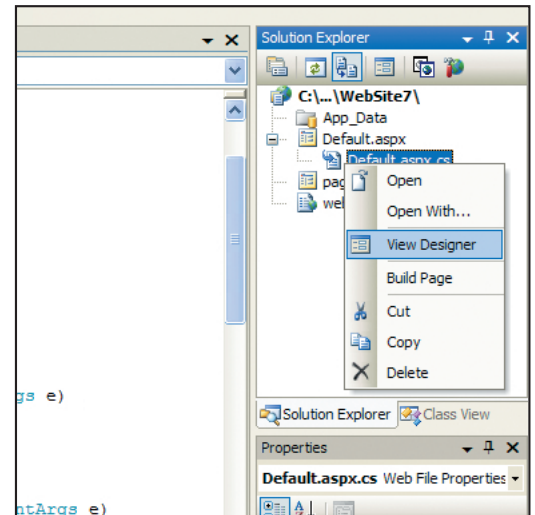 Solution Explorer
C:\...\WebSite7\
App_Data
Default.aspx
Default.aspx.cs
Open
Open With...
View Designer
Build Page
Cut
Copy
Delete
gs e)
Solution Explorer Class View
Properties
Default.aspx.cs Web File Properties
ntArgs e)